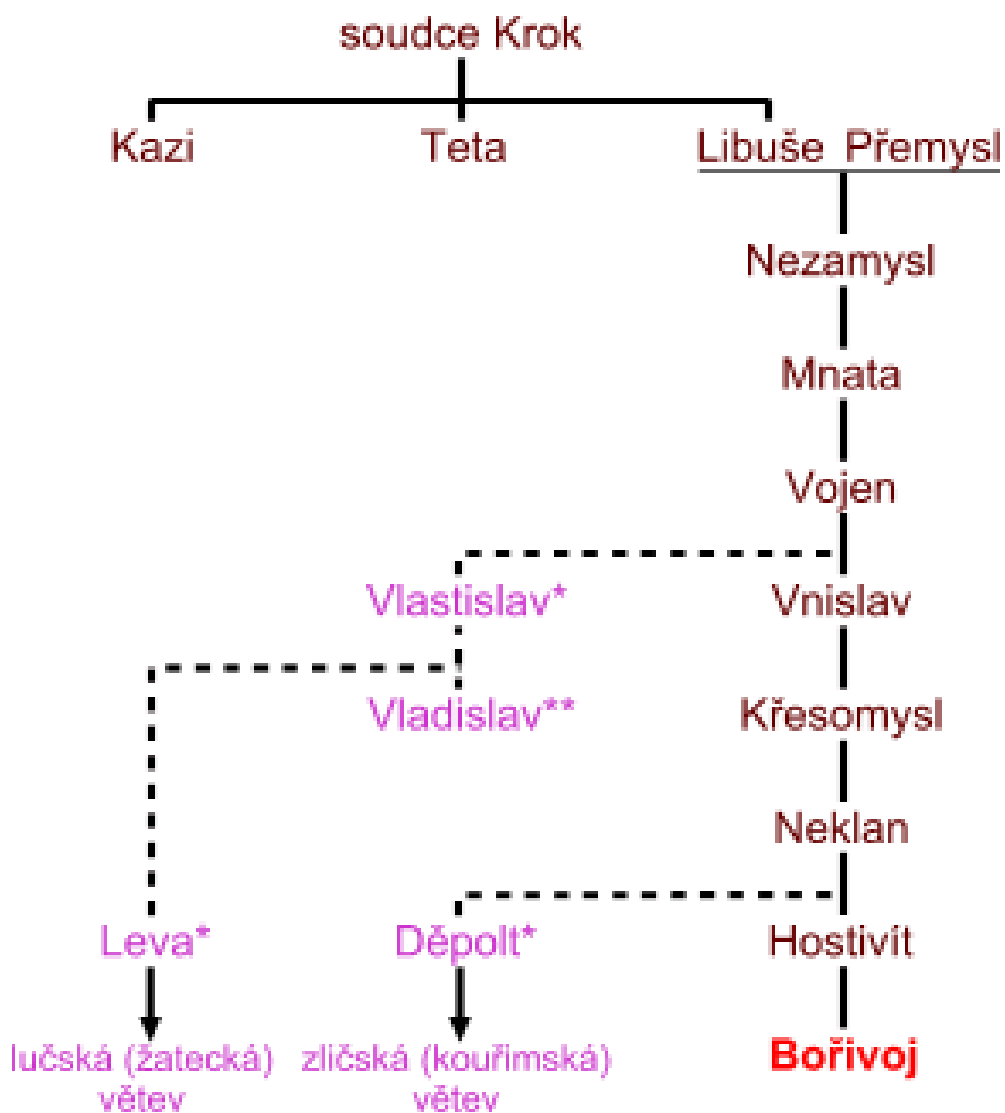 soudce Krok
Kazi Teta Libuše Přemysl
Nezamysl
Mnata
Vojen
Vlastislav* Vnislav
Vladislav** Křesomysl
Neklan
Leva* Děpolt* Hostivít
lučská (žatecká) zličská (kouřimská) Bořivoj
větev větev